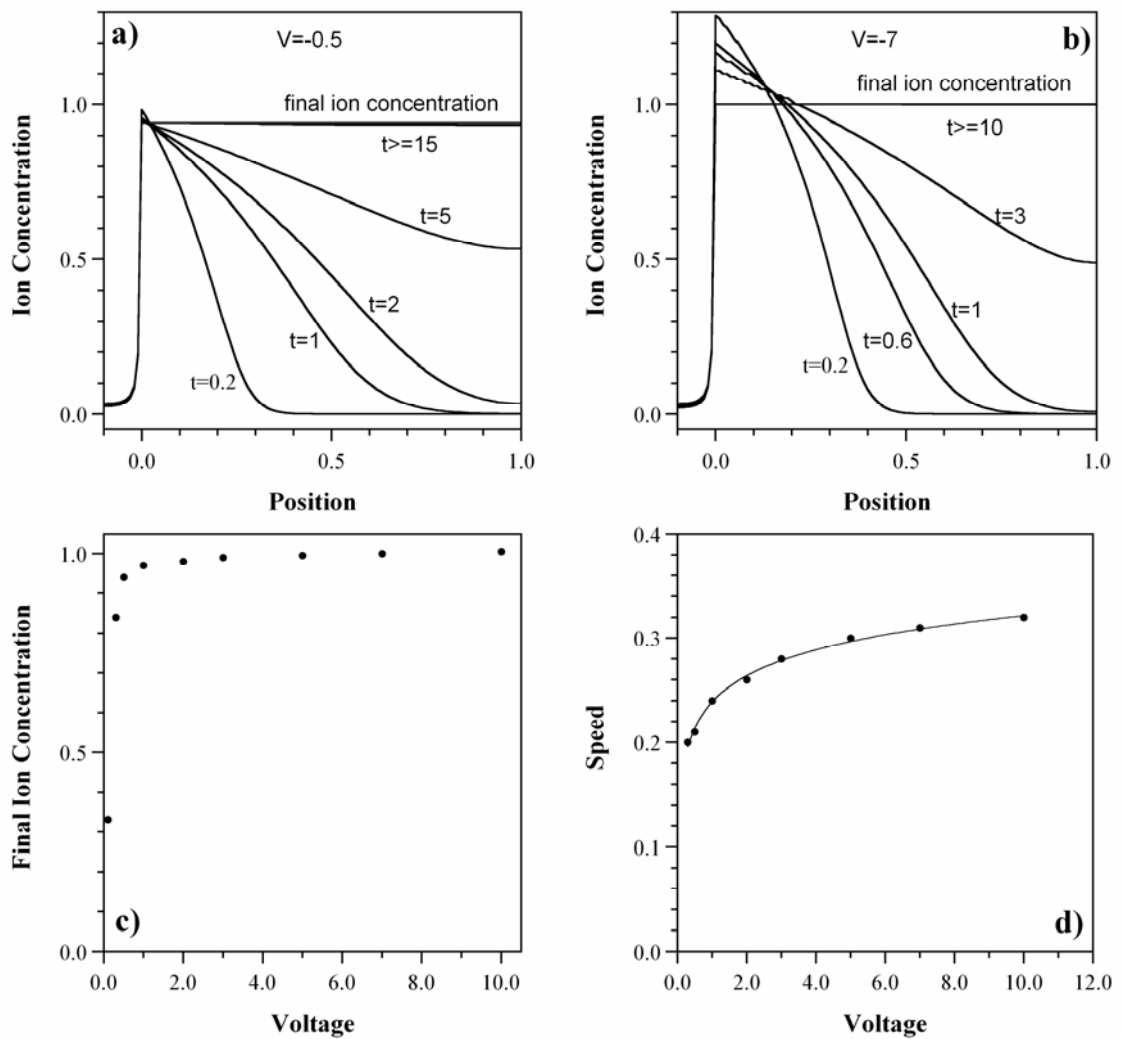 a)
V=-0.5
final ion concentration
t>=15
t=5
t=2
t=1
t=0.2
1.0
0.5
0.0
Ion Concentration
0.0 0.5 1.0
Position
b)
V=-7
final ion concentration
t>=10
t=3
t=1
t=0.6
t=0.2
1.0
0.5
0.0
Ion Concentration
0.0 0.5 1.0
Position
c)
1.0
0.5
0.0
Final Ion Concentration
0.0 2.0 4.0 6.0 8.0 10.0
Voltage
d)
0.4
0.3
0.2
0.1
0.0
Speed
0.0 2.0 4.0 6.0 8.0 10.0 12.0
Voltage